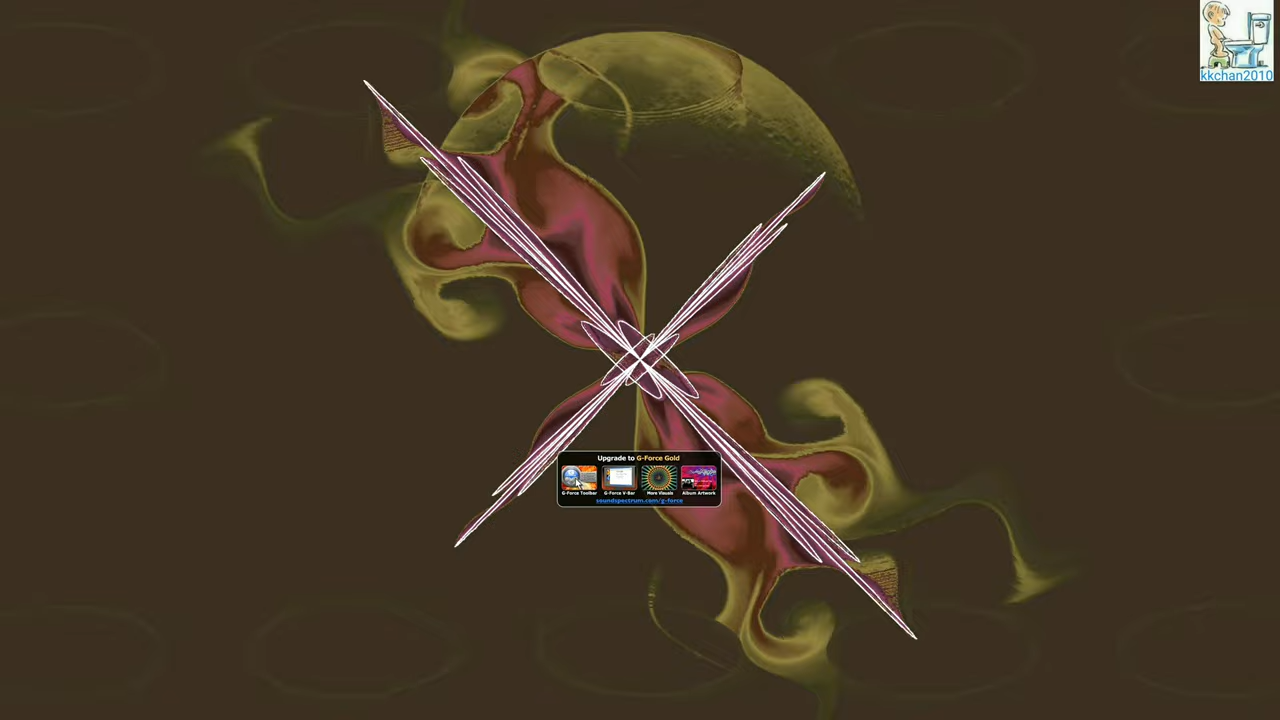 kkchan2010
Upgrade to G-Force Gold
G-Force Toolbar G-Force V-Bar More Visuals Album Artwork
soundspectrum.com/g-force